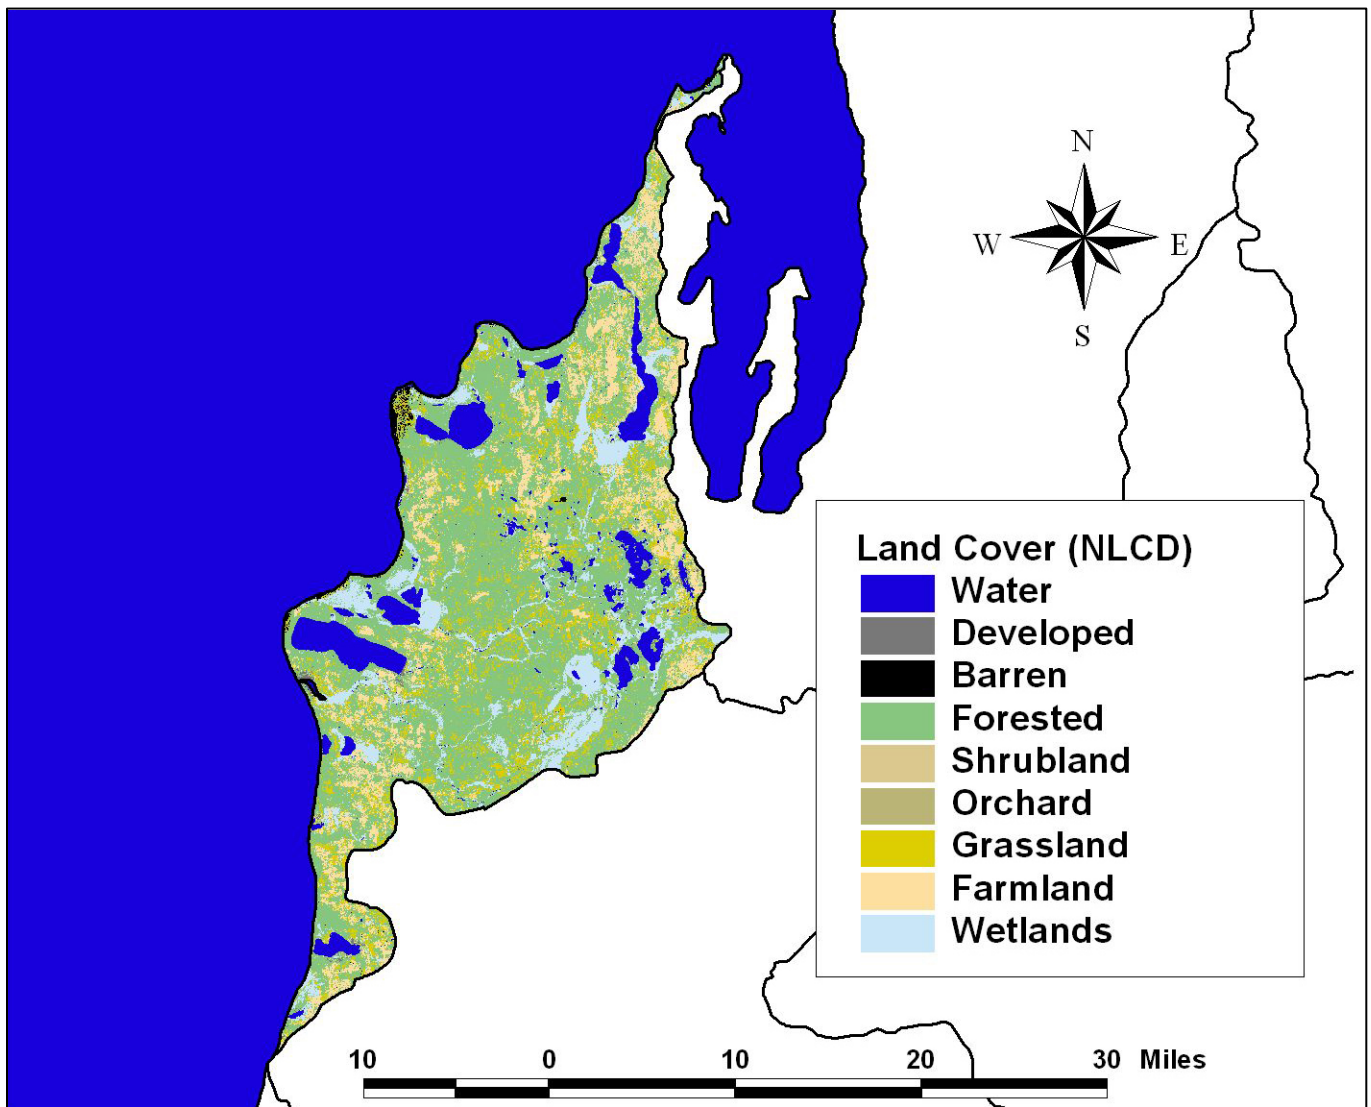 N
W E
S
Land Cover (NLCD)
Water
Developed
Barren
Forested
Shrubland
Orchard
Grassland
Farmland
Wetlands
10 0 10 20 30 Miles